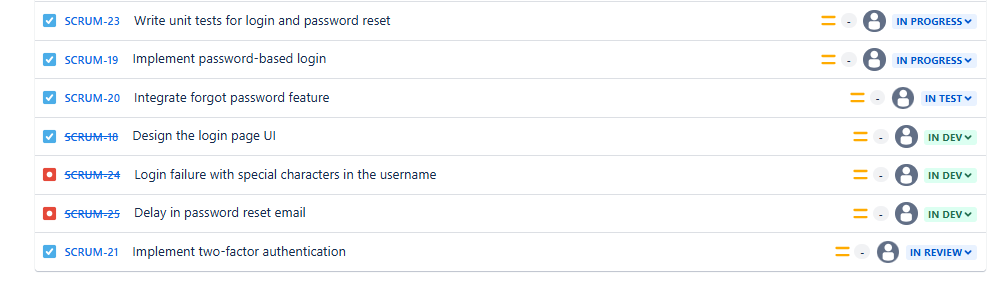 SCRUM-23 Write unit tests for login and password reset - IN PROGRESS
SCRUM-19 Implement password-based login - IN PROGRESS
SCRUM-20 Integrate forgot password feature - IN TEST
SCRUM-18 Design the login page UI - IN DEV
SCRUM-24 Login failure with special characters in the username - IN DEV
SCRUM-25 Delay in password reset email - IN DEV
SCRUM-21 Implement two-factor authentication - IN REVIEW